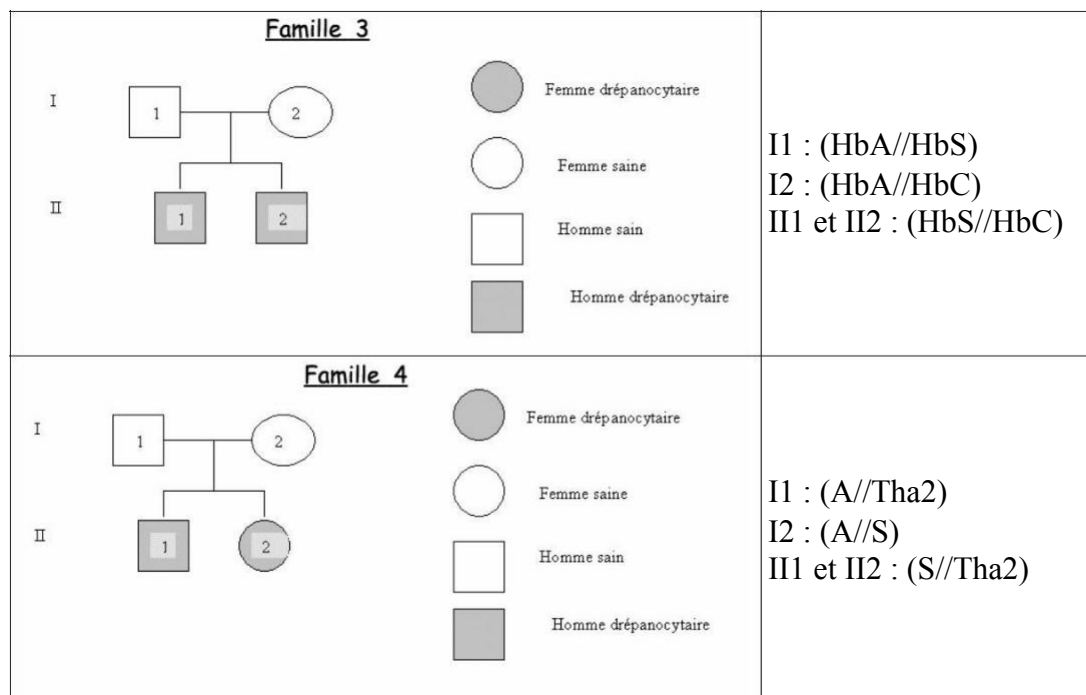 Famille 3
I
1
2
II
1
2
Femme drépanocytaire
Femme saine
Homme sain
Homme drépanocytaire
I1 : (HbA//HbS)
I2 : (HbA//HbC)
II1 et II2 : (HbS//HbC)
Famille 4
I
1
2
II
1
2
Femme drépanocytaire
Femme saine
Homme sain
Homme drépanocytaire
I1 : (A//Tha2)
I2 : (A//S)
II1 et II2 : (S//Tha2)